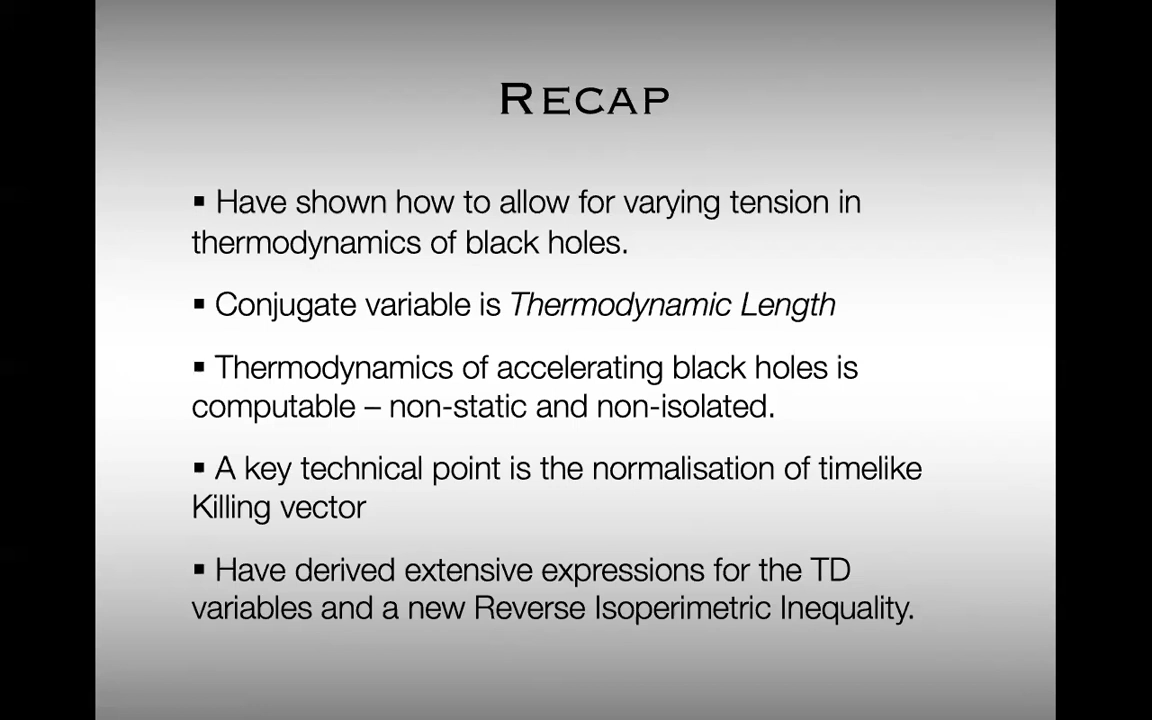 RECAP
▪ Have shown how to allow for varying tension in
thermodynamics of black holes.
▪ Conjugate variable is Thermodynamic Length
▪ Thermodynamics of accelerating black holes is
computable – non-static and non-isolated.
▪ A key technical point is the normalisation of timelike
Killing vector
▪ Have derived extensive expressions for the TD
variables and a new Reverse Isoperimetric Inequality.